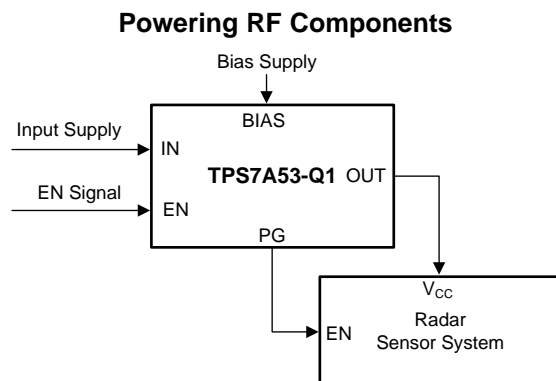 Powering RF Components
Bias Supply
Input Supply
BIAS
IN
TPS7A53-Q1
OUT
EN Signal
EN
PG
VCC
EN
Radar
Sensor System